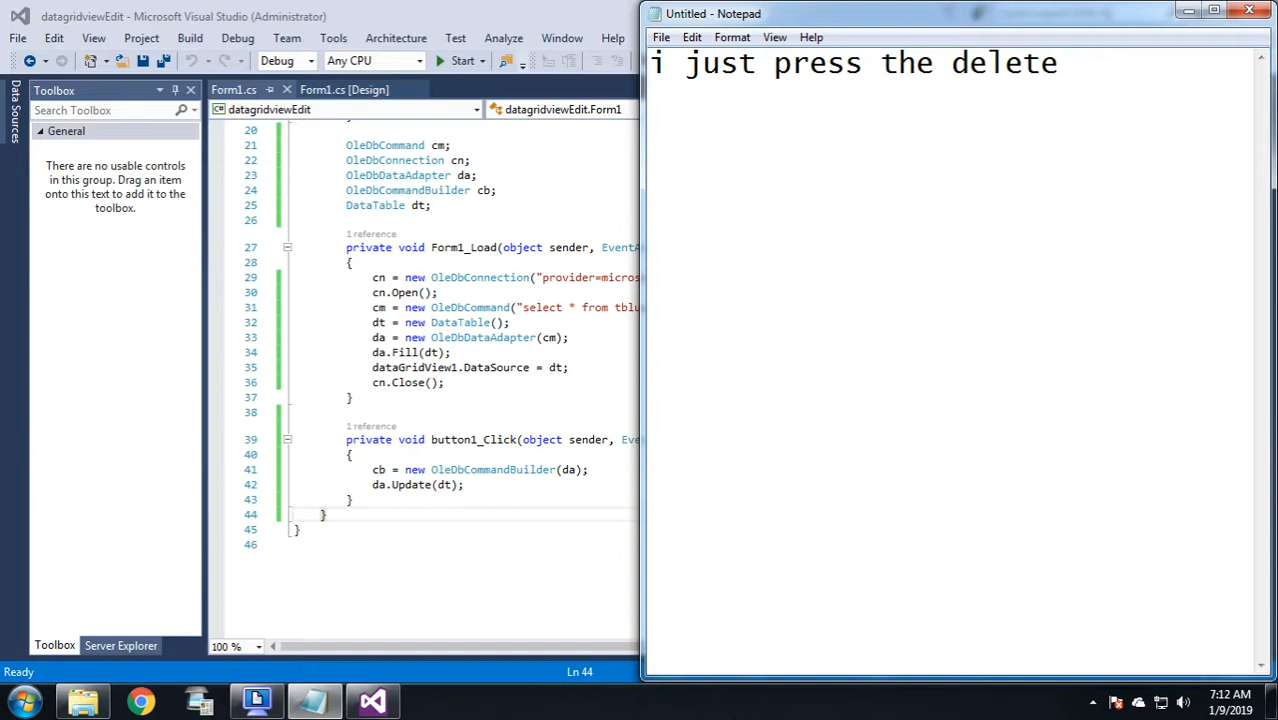 datagridviewEdit - Microsoft Visual Studio (Administrator)
File Edit View Project Build Debug Team Tools Architecture Test Analyze Window Help
Debug Any CPU Start
Data Sources
Toolbox
Search Toolbox
General
There are no usable controls
in this group. Drag an item
onto this text to add it to the
toolbox.
Toolbox Server Explorer
Form1.cs Form1.cs [Design]
datagridviewEdit datagridviewEdit.Form1
20
21 OleDbCommand cm;
22 OleDbConnection cn;
23 OleDbDataAdapter da;
24 OleDbCommandBuilder cb;
25 DataTable dt;
26
1 reference
27 private void Form1_Load(object sender, EventA
28 {
29 cn = new OleDbConnection("provider=micros
30 cn.Open();
31 cm = new OleDbCommand("select * from tblu
32 dt = new DataTable();
33 da = new OleDbDataAdapter(cm);
34 da.Fill(dt);
35 dataGridView1.DataSource = dt;
36 cn.Close();
37 }
38
1 reference
39 private void button1_Click(object sender, Eve
40 {
41 cb = new OleDbCommandBuilder(da);
42 da.Update(dt);
43 }
44 }
45 }
46
100 %
Ready Ln 44
Untitled - Notepad
File Edit Format View Help
i just press the delete
7:12 AM
1/9/2019